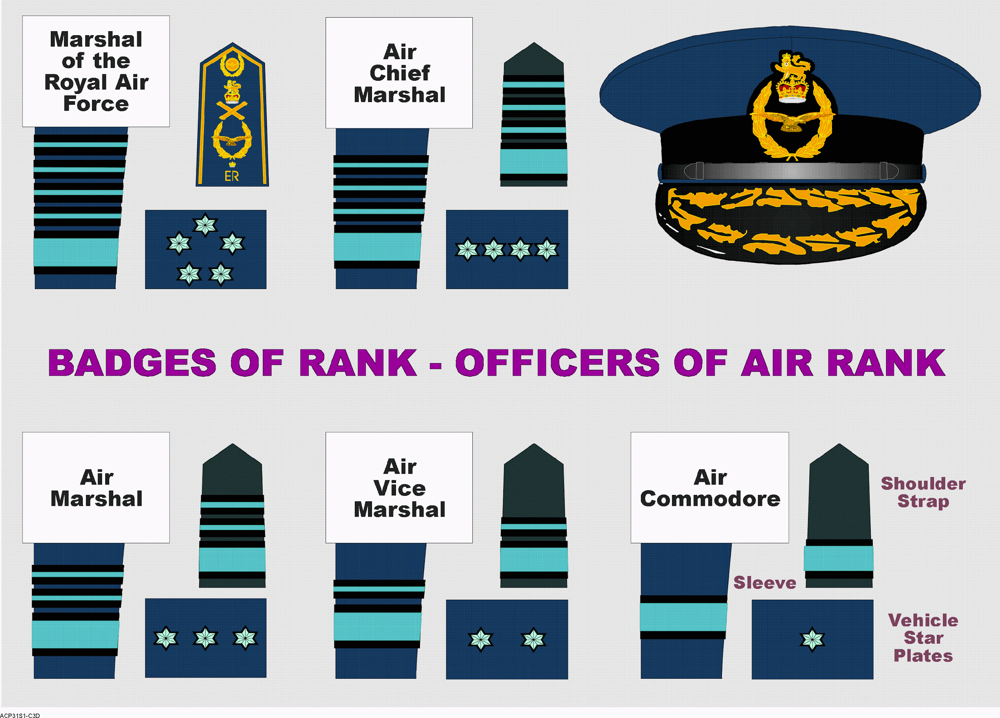 Marshal
of the
Royal Air
Force
ER
Air
Chief
Marshal
BADGES OF RANK - OFFICERS OF AIR RANK
Air
Marshal
Air
Vice
Marshal
Air
Commodore
Shoulder
Strap
Sleeve
Vehicle
Star
Plates
ACP31S1-C3D